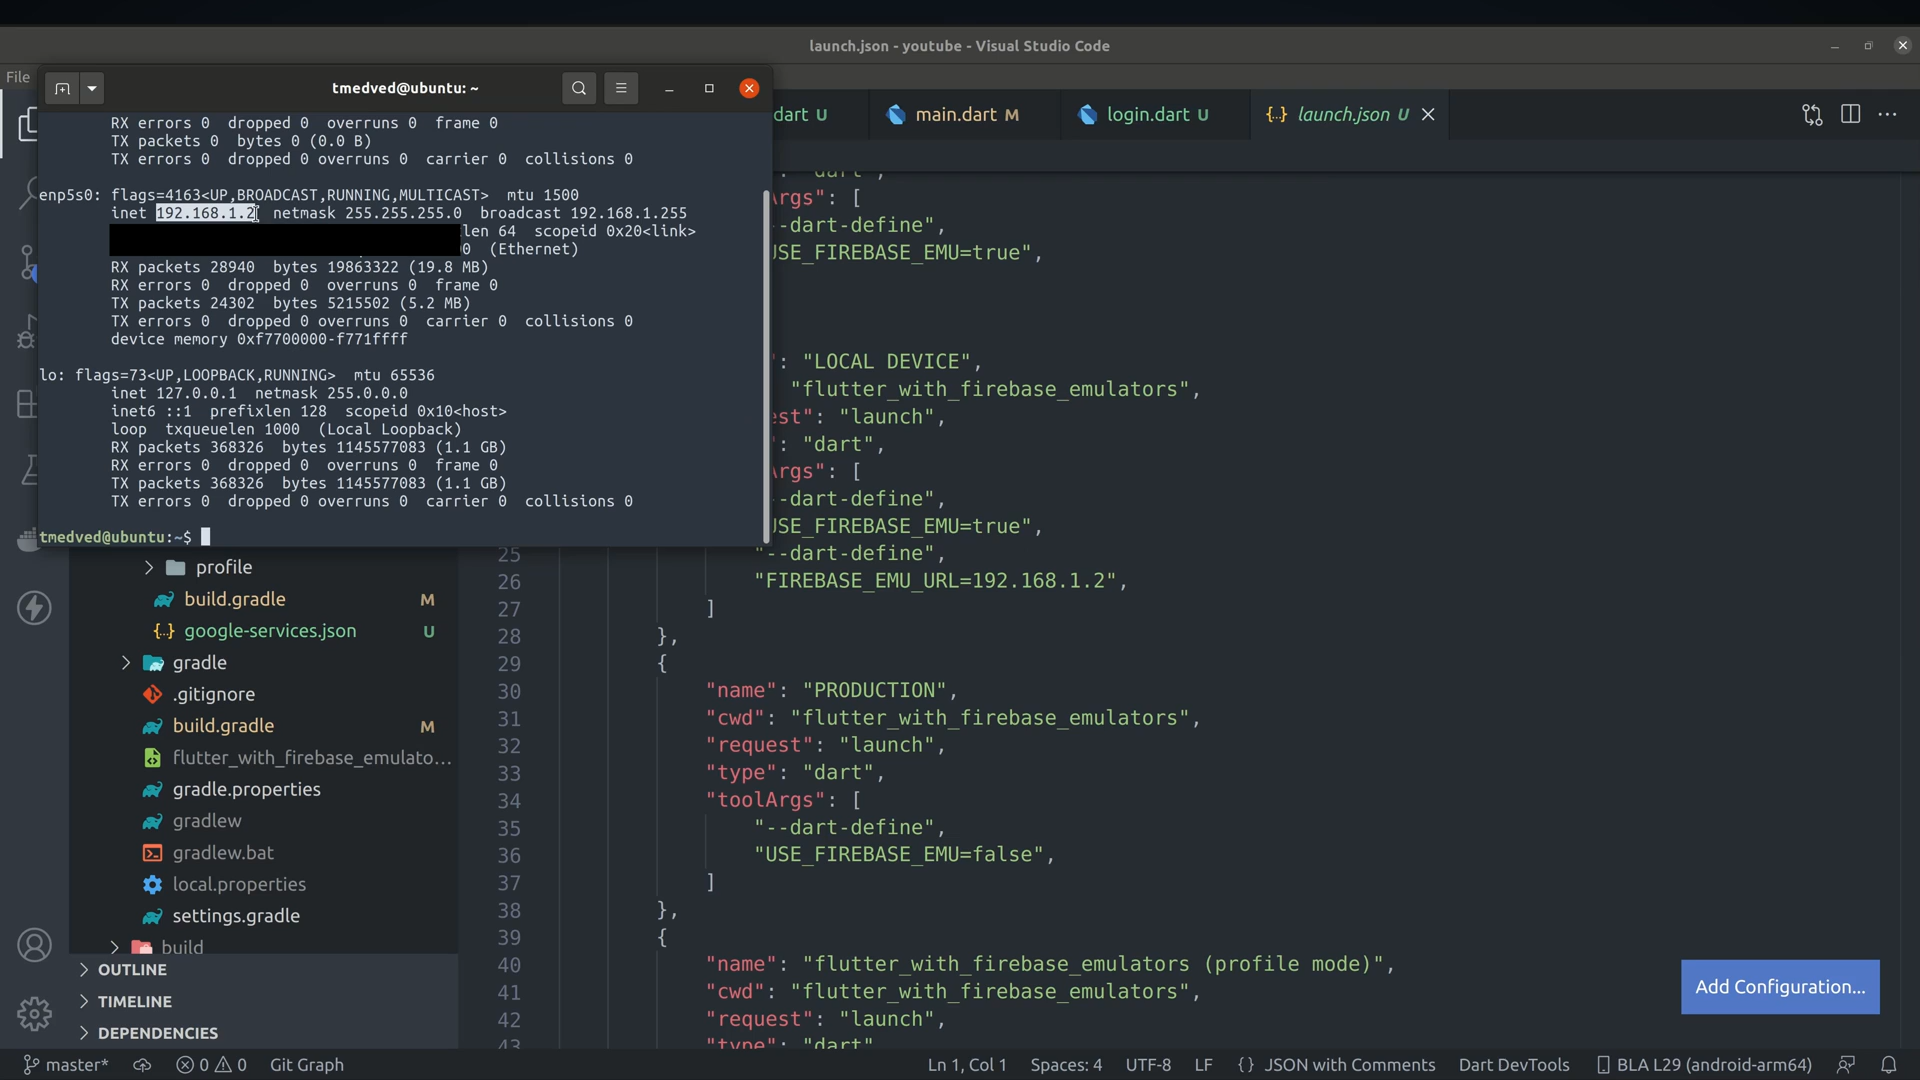 launch.json - youtube - Visual Studio Code
File
tmedved@ubuntu: ~
dart U
main.dart M
login.dart U
{..} launch.json U
RX errors 0  dropped 0  overruns 0  frame 0
TX packets 0  bytes 0 (0.0 B)
TX errors 0  dropped 0 overruns 0  carrier 0  collisions 0
enp5s0: flags=4163<UP,BROADCAST,RUNNING,MULTICAST>  mtu 1500
inet 192.168.1.2  netmask 255.255.255.0  broadcast 192.168.1.255
len 64  scopeid 0x20<link>
0  (Ethernet)
RX packets 28940  bytes 19863322 (19.8 MB)
RX errors 0  dropped 0  overruns 0  frame 0
TX packets 24302  bytes 5215502 (5.2 MB)
TX errors 0  dropped 0 overruns 0  carrier 0  collisions 0
device memory 0xf7700000-f771ffff
lo: flags=73<UP,LOOPBACK,RUNNING>  mtu 65536
inet 127.0.0.1  netmask 255.0.0.0
inet6 ::1  prefixlen 128  scopeid 0x10<host>
loop  txqueuelen 1000  (Local Loopback)
RX packets 368326  bytes 1145577083 (1.1 GB)
RX errors 0  dropped 0  overruns 0  frame 0
TX packets 368326  bytes 1145577083 (1.1 GB)
TX errors 0  dropped 0 overruns 0  carrier 0  collisions 0
tmedved@ubuntu:~$
profile
build.gradle M
{..} google-services.json U
gradle
.gitignore
build.gradle M
flutter_with_firebase_emulato...
gradle.properties
gradlew
gradlew.bat
local.properties
settings.gradle
build
OUTLINE
TIMELINE
DEPENDENCIES
: "dart",
rgs": [
--dart-define",
USE_FIREBASE_EMU=true",
: "LOCAL DEVICE",
"flutter_with_firebase_emulators",
est": "launch",
: "dart",
rgs": [
--dart-define",
USE_FIREBASE_EMU=true",
25 "--dart-define",
26 "FIREBASE_EMU_URL=192.168.1.2",
27 ]
28 },
29 {
30 "name": "PRODUCTION",
31 "cwd": "flutter_with_firebase_emulators",
32 "request": "launch",
33 "type": "dart",
34 "toolArgs": [
35 "--dart-define",
36 "USE_FIREBASE_EMU=false",
37 ]
38 },
39 {
40 "name": "flutter_with_firebase_emulators (profile mode)",
41 "cwd": "flutter_with_firebase_emulators",
42 "request": "launch",
43 "type": "dart"
Add Configuration...
master* 0 0 Git Graph Ln 1, Col 1 Spaces: 4 UTF-8 LF {} JSON with Comments Dart DevTools BLA L29 (android-arm64)